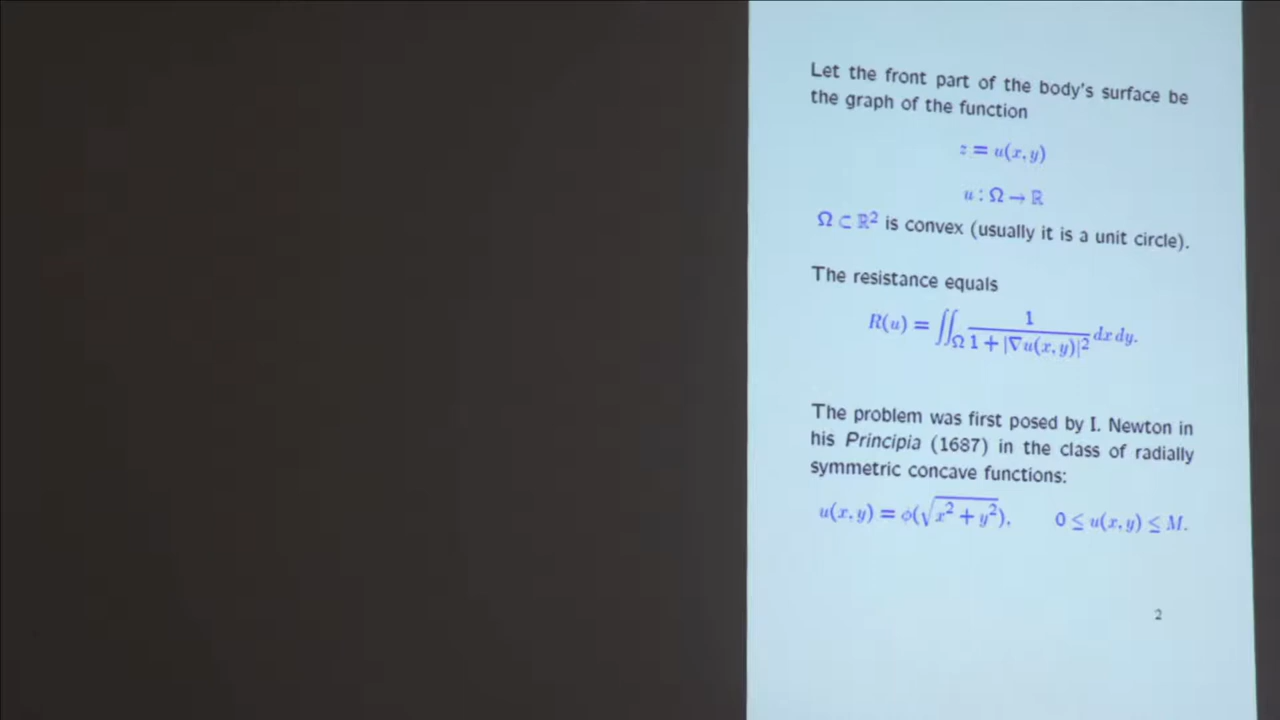 Let the front part of the body's surface be
the graph of the function
z = u(x, y)
u : Ω → ℝ
Ω ⊂ ℝ² is convex (usually it is a unit circle).
The resistance equals
R(u) = ∬_Ω 1 / (1 + |∇u(x, y)|²) dx dy.
The problem was first posed by I. Newton in
his Principia (1687) in the class of radially
symmetric concave functions:
u(x, y) = ϕ(√(x² + y²)), 0 ≤ u(x, y) ≤ M.
2